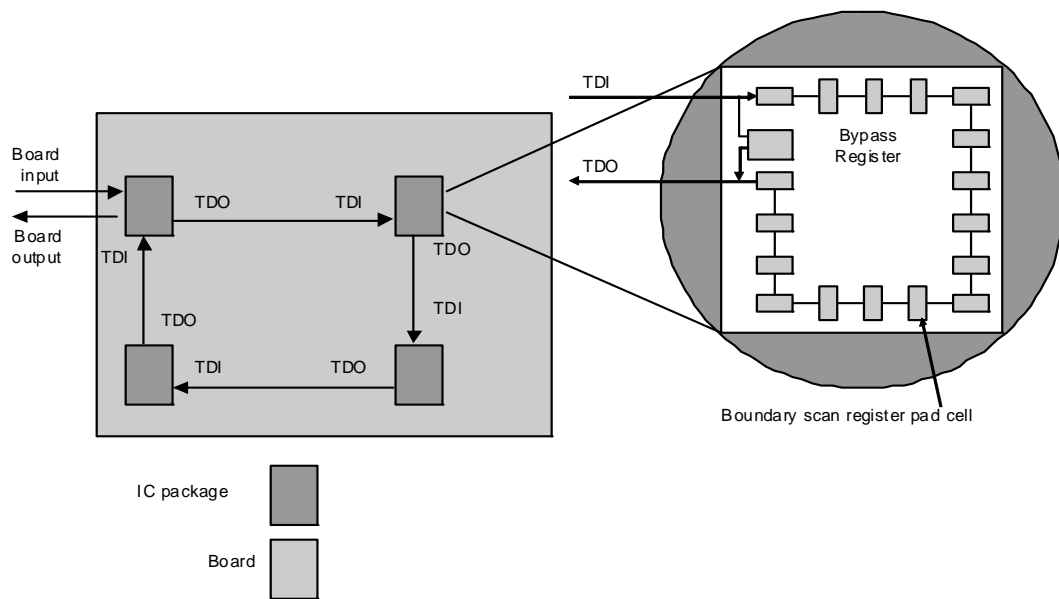 Board
input
Board
output
TDO
TDI
TDI
TDO
TDO
TDI
TDI
TDO
TDI
TDO
Bypass
Register
Boundary scan register pad cell
IC package
Board